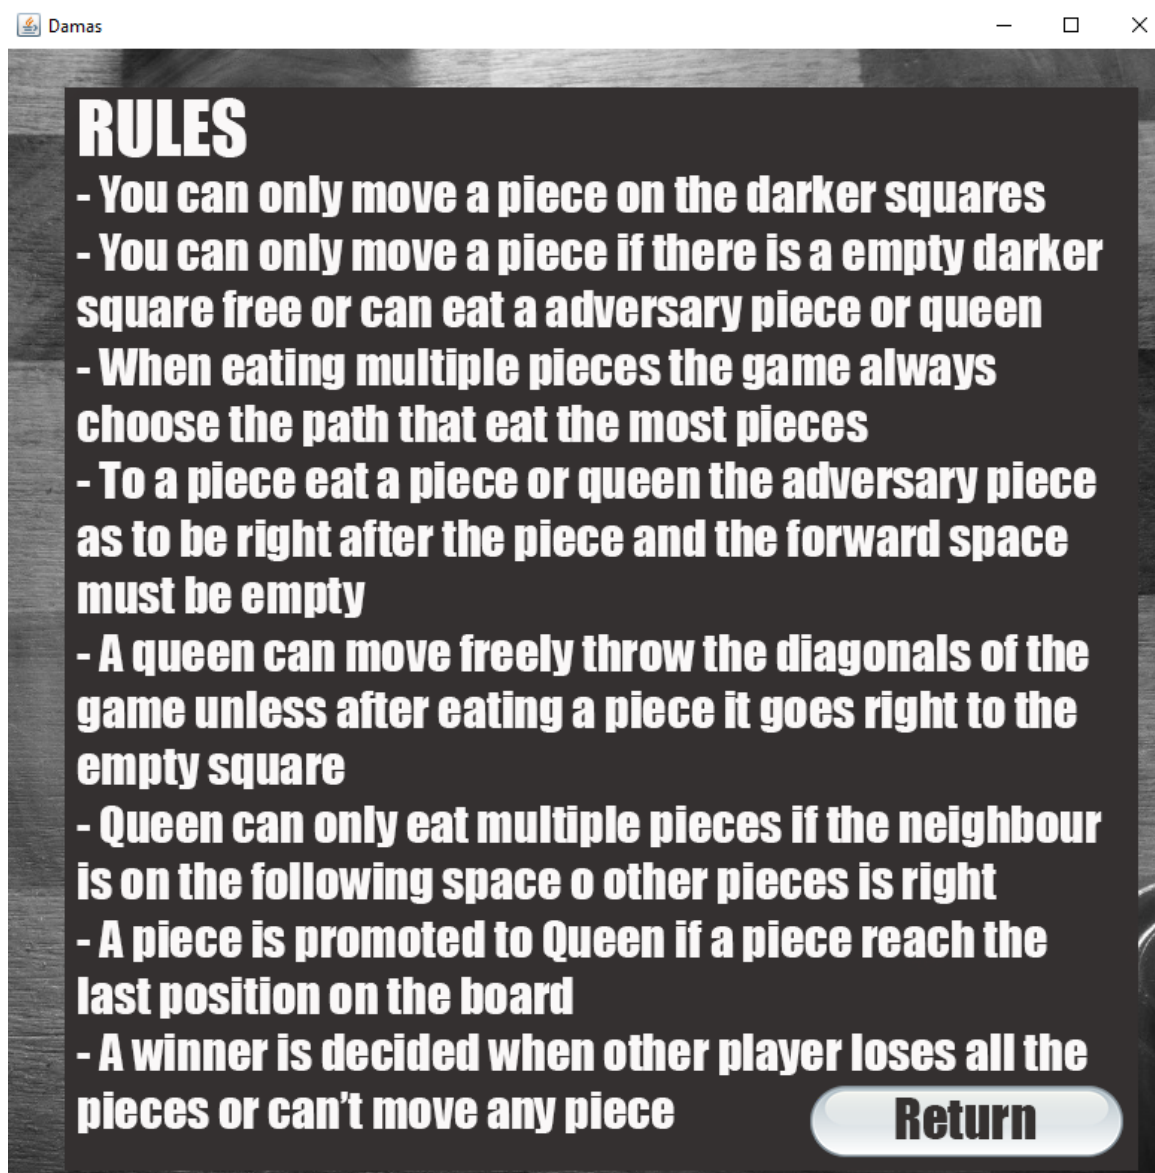 Damas
RULES
- You can only move a piece on the darker squares
- You can only move a piece if there is a empty darker
square free or can eat a adversary piece or queen
- When eating multiple pieces the game always
choose the path that eat the most pieces
- To a piece eat a piece or queen the adversary piece
as to be right after the piece and the forward space
must be empty
- A queen can move freely throw the diagonals of the
game unless after eating a piece it goes right to the
empty square
- Queen can only eat multiple pieces if the neighbour
is on the following space o other pieces is right
- A piece is promoted to Queen if a piece reach the
last position on the board
- A winner is decided when other player loses all the
pieces or can’t move any piece
Return